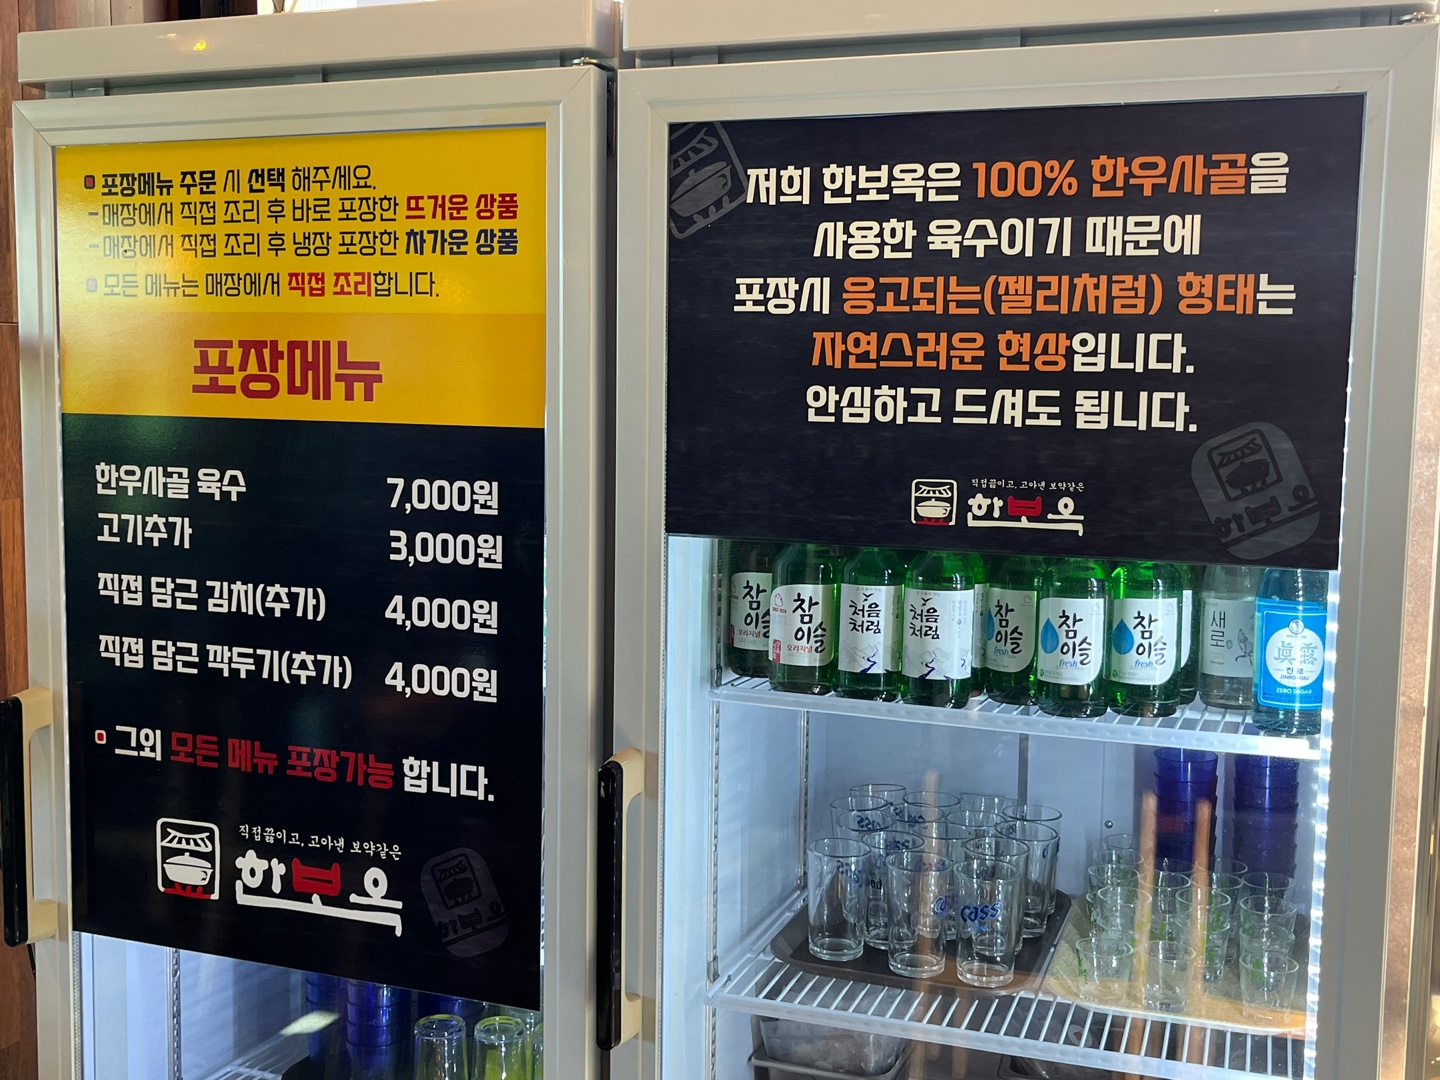 포장메뉴 주문 시 선택 해주세요.
- 매장에서 직접 조리 후 바로 포장한 뜨거운 상품
- 매장에서 직접 조리 후 냉장 포장한 차가운 상품
모든 메뉴는 매장에서 직접 조리합니다.
포장메뉴
한우사골 육수 7,000원
고기추가 3,000원
직접 담근 김치(추가) 4,000원
직접 담근 깍두기(추가) 4,000원
그외 모든 메뉴 포장가능 합니다.
직접끓이고, 고아낸 보약같은
한보옥
한보옥
저희 한보옥은 100% 한우사골을
사용한 육수이기 때문에
포장시 응고되는(젤리처럼) 형태는
자연스러운 현상입니다.
안심하고 드셔도 됩니다.
직접끓이고, 고아낸 보약같은
한보옥
한보옥
참이슬
참이슬
오리지널
처음처럼
처음처럼
참이슬
fresh
참이슬
fresh
참이슬
fresh
새로
眞露
진로
ZERO SUGAR
cass